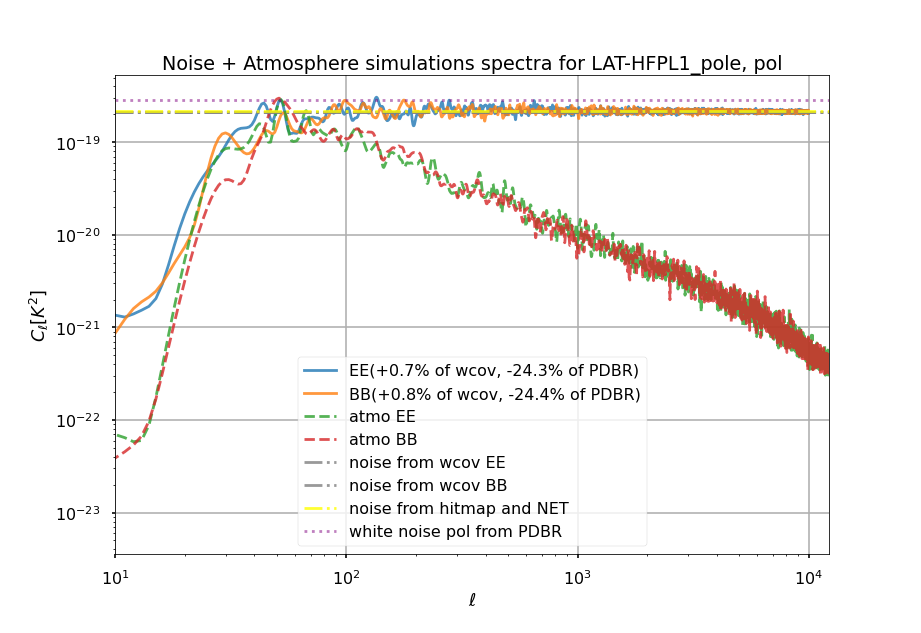 Noise + Atmosphere simulations spectra for LAT-HFPL1_pole, pol
10⁻¹⁹
10⁻²⁰
10⁻²¹
10⁻²²
10⁻²³
Cℓ[K²]
EE(+0.7% of wcov, -24.3% of PDBR)
BB(+0.8% of wcov, -24.4% of PDBR)
atmo EE
atmo BB
noise from wcov EE
noise from wcov BB
noise from hitmap and NET
white noise pol from PDBR
10¹ 10² 10³ 10⁴
ℓ